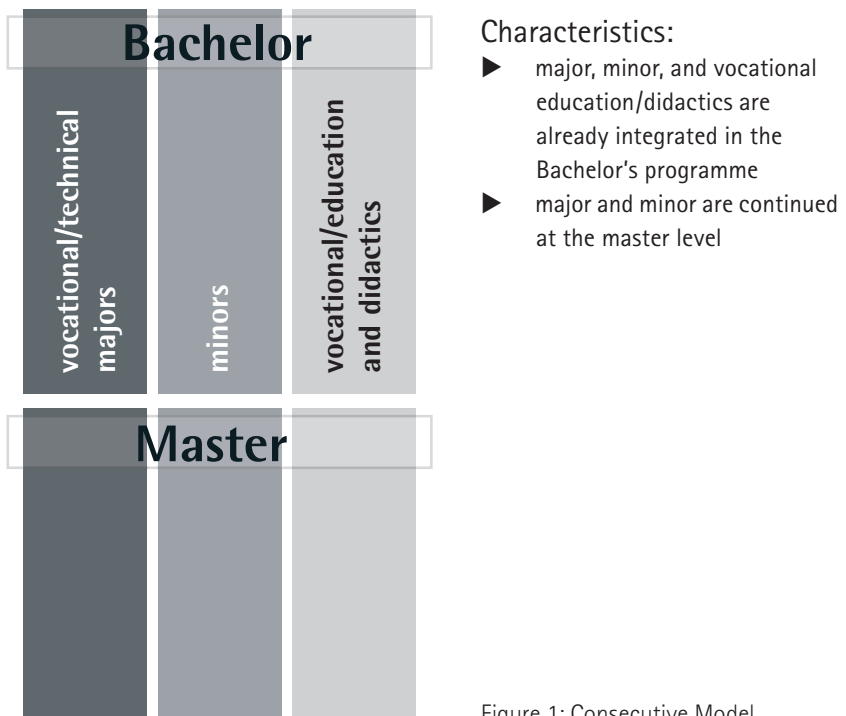 Bachelor
vocational/technical
majors
minors
vocational/education
and didactics
Master
Characteristics:
▶ major, minor, and vocational
education/didactics are
already integrated in the
Bachelor's programme
▶ major and minor are continued
at the master level
Figure 1: Consecutive Model